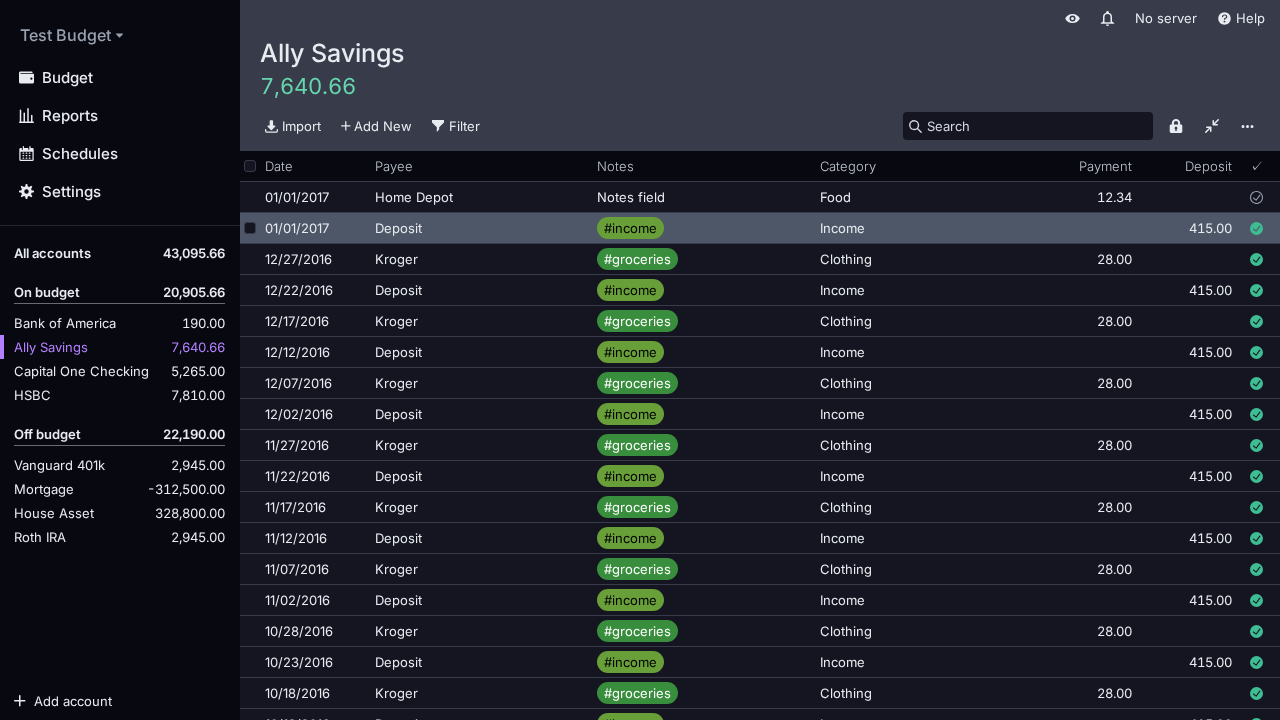 Test Budget
Budget
Reports
Schedules
Settings
All accounts 43,095.66
On budget 20,905.66
Bank of America 190.00
Ally Savings 7,640.66
Capital One Checking 5,265.00
HSBC 7,810.00
Off budget 22,190.00
Vanguard 401k 2,945.00
Mortgage -312,500.00
House Asset 328,800.00
Roth IRA 2,945.00
Add account
No server Help
Ally Savings
7,640.66
Import Add New Filter Search
Date Payee Notes Category Payment Deposit ✓
01/01/2017 Home Depot Notes field Food 12.34
01/01/2017 Deposit #income Income 415.00
12/27/2016 Kroger #groceries Clothing 28.00
12/22/2016 Deposit #income Income 415.00
12/17/2016 Kroger #groceries Clothing 28.00
12/12/2016 Deposit #income Income 415.00
12/07/2016 Kroger #groceries Clothing 28.00
12/02/2016 Deposit #income Income 415.00
11/27/2016 Kroger #groceries Clothing 28.00
11/22/2016 Deposit #income Income 415.00
11/17/2016 Kroger #groceries Clothing 28.00
11/12/2016 Deposit #income Income 415.00
11/07/2016 Kroger #groceries Clothing 28.00
11/02/2016 Deposit #income Income 415.00
10/28/2016 Kroger #groceries Clothing 28.00
10/23/2016 Deposit #income Income 415.00
10/18/2016 Kroger #groceries Clothing 28.00